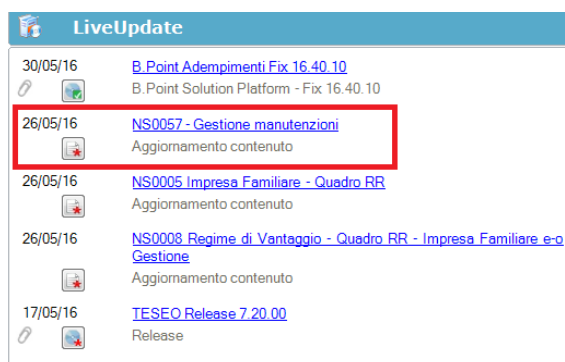 LiveUpdate
30/05/16 B.Point Adempimenti Fix 16.40.10
B.Point Solution Platform - Fix 16.40.10
26/05/16 NS0057 - Gestione manutenzioni
Aggiornamento contenuto
26/05/16 NS0005 Impresa Familiare - Quadro RR
Aggiornamento contenuto
26/05/16 NS0008 Regime di Vantaggio - Quadro RR - Impresa Familiare e-o
Gestione
Aggiornamento contenuto
17/05/16 TESEO Release 7.20.00
Release